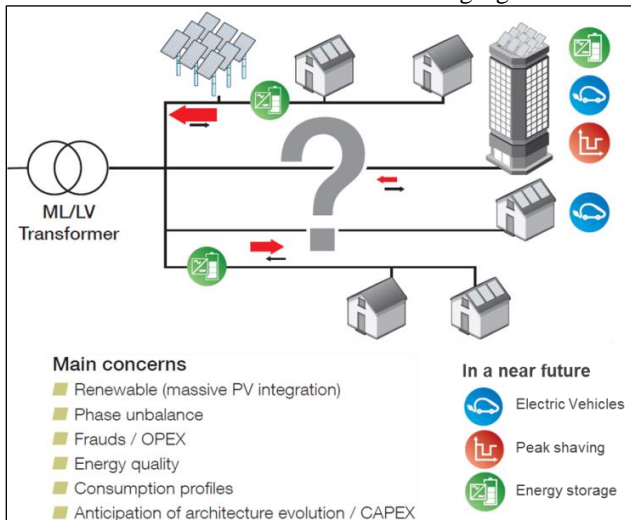 ML/LV
Transformer
?
Main concerns
Renewable (massive PV integration)
Phase unbalance
Frauds / OPEX
Energy quality
Consumption profiles
Anticipation of architecture evolution / CAPEX
In a near future
Electric Vehicles
Peak shaving
Energy storage